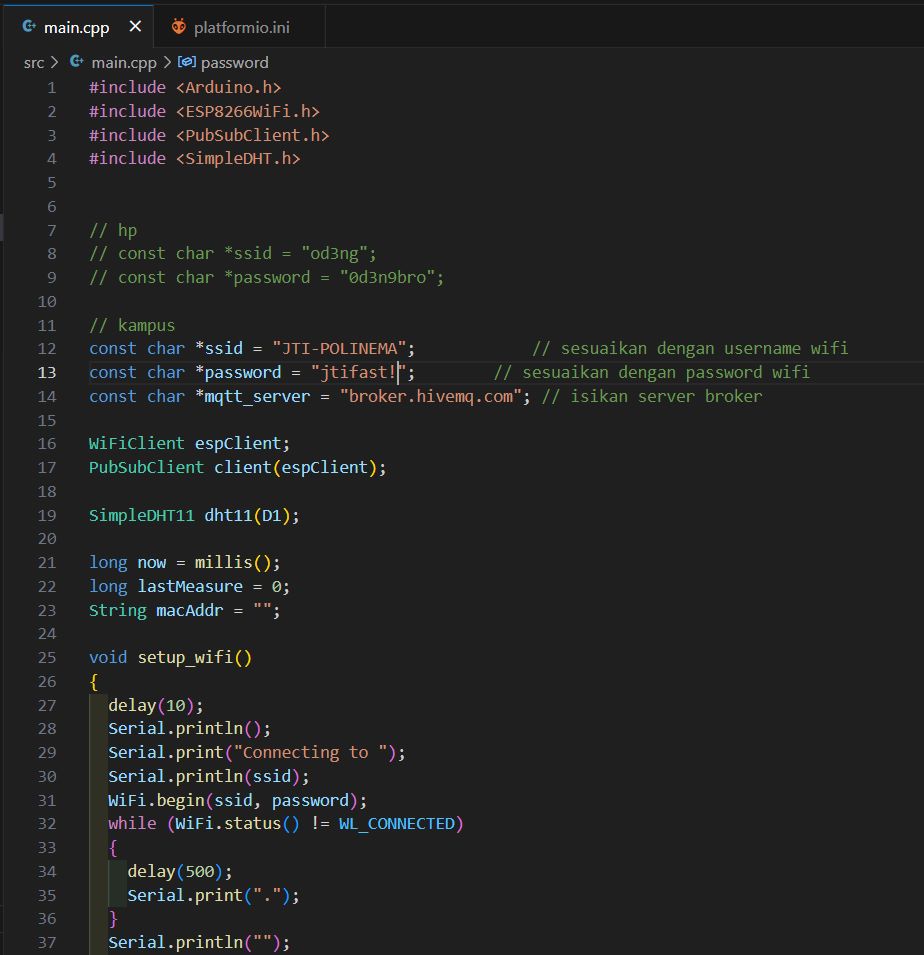 main.cpp platformio.ini
src > main.cpp > password
1 #include <Arduino.h>
2 #include <ESP8266WiFi.h>
3 #include <PubSubClient.h>
4 #include <SimpleDHT.h>
5
6
7 // hp
8 // const char *ssid = "od3ng";
9 // const char *password = "0d3n9bro";
10
11 // kampus
12 const char *ssid = "JTI-POLINEMA"; // sesuaikan dengan username wifi
13 const char *password = "jtifast!"; // sesuaikan dengan password wifi
14 const char *mqtt_server = "broker.hivemq.com"; // isikan server broker
15
16 WiFiClient espClient;
17 PubSubClient client(espClient);
18
19 SimpleDHT11 dht11(D1);
20
21 long now = millis();
22 long lastMeasure = 0;
23 String macAddr = "";
24
25 void setup_wifi()
26 {
27 delay(10);
28 Serial.println();
29 Serial.print("Connecting to ");
30 Serial.println(ssid);
31 WiFi.begin(ssid, password);
32 while (WiFi.status() != WL_CONNECTED)
33 {
34 delay(500);
35 Serial.print(".");
36 }
37 Serial.println("");